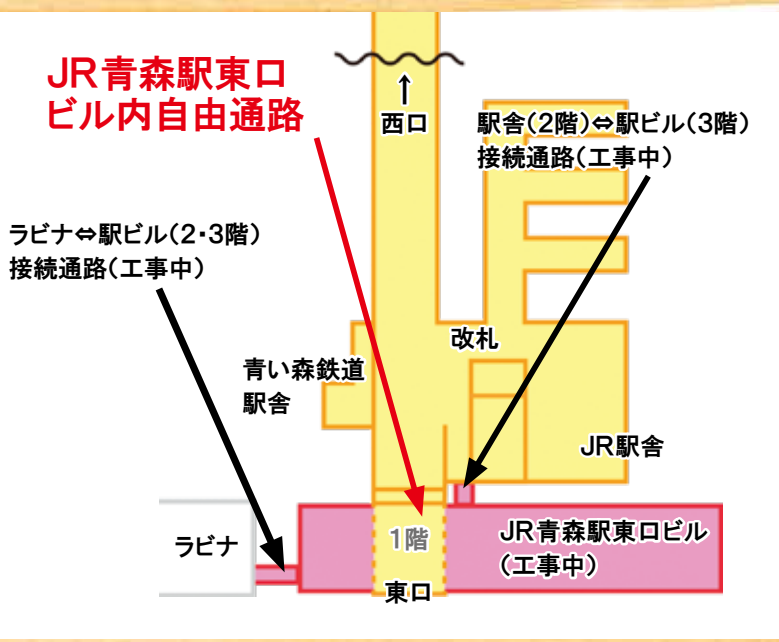 JR青森駅東口
ビル内自由通路
↑
西口
駅舎(2階)⇔駅ビル(3階)
接続通路(工事中)
ラビナ⇔駅ビル(2・3階)
接続通路(工事中)
改札
青い森鉄道
駅舎
JR駅舎
ラビナ
1階
JR青森駅東口ビル
(工事中)
東口